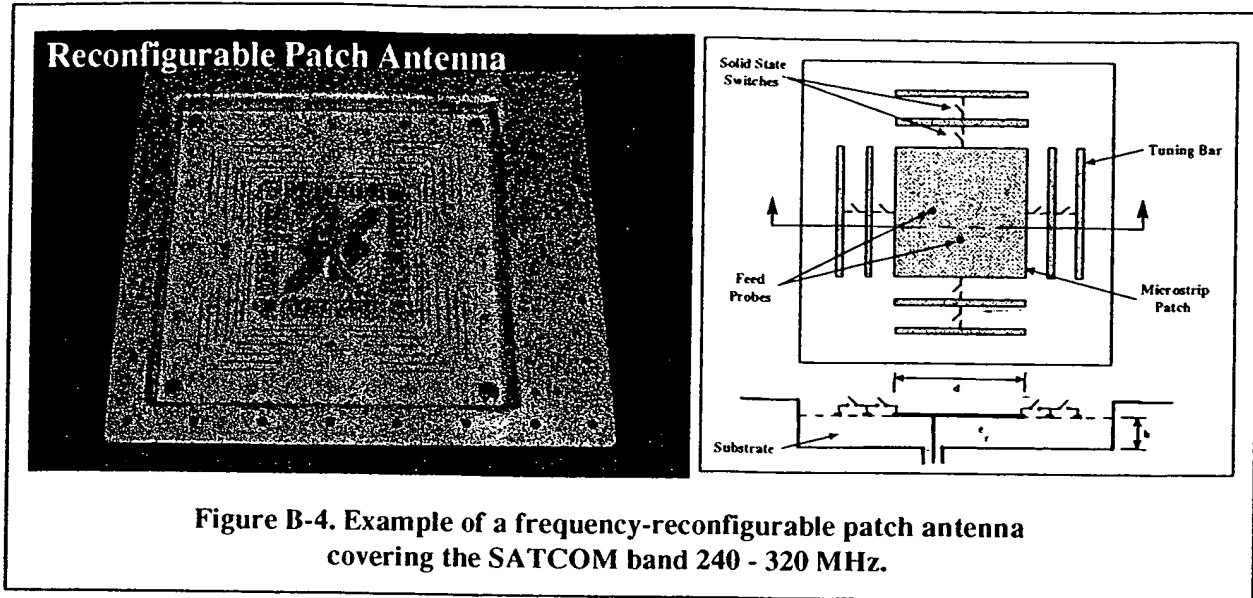 Reconfigurable Patch Antenna
Solid State
Switches
Tuning Bar
Feed
Probes
Microstrip
Patch
d
Substrate
εr
h
Figure B-4. Example of a frequency-reconfigurable patch antenna
covering the SATCOM band 240 - 320 MHz.